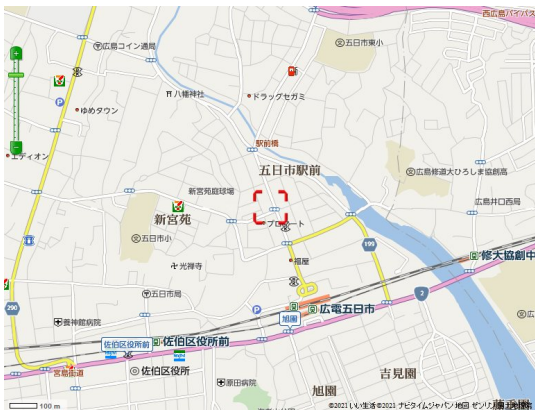 西広島バイパス
広島コイン通局
五日市東小
八幡神社
ドラッグセガミ
ゆめタウン
駅前橋
エディオン
五日市駅前
広島修道大ひろしま協創高
新宮苑庭球場
広島井口西局
新宮苑
プロムート
五日市小
199
福屋
光禅寺
修大協創中
五日市局
2
290
広電五日市
旭園
養神館病院
佐伯区役所前
佐伯区役所前
宮島街道
佐伯区役所
吉見園
原田病院
旭園
100 m
©2021 いい生活©2021 ナビタイムジャパン 地図 ゼンリン